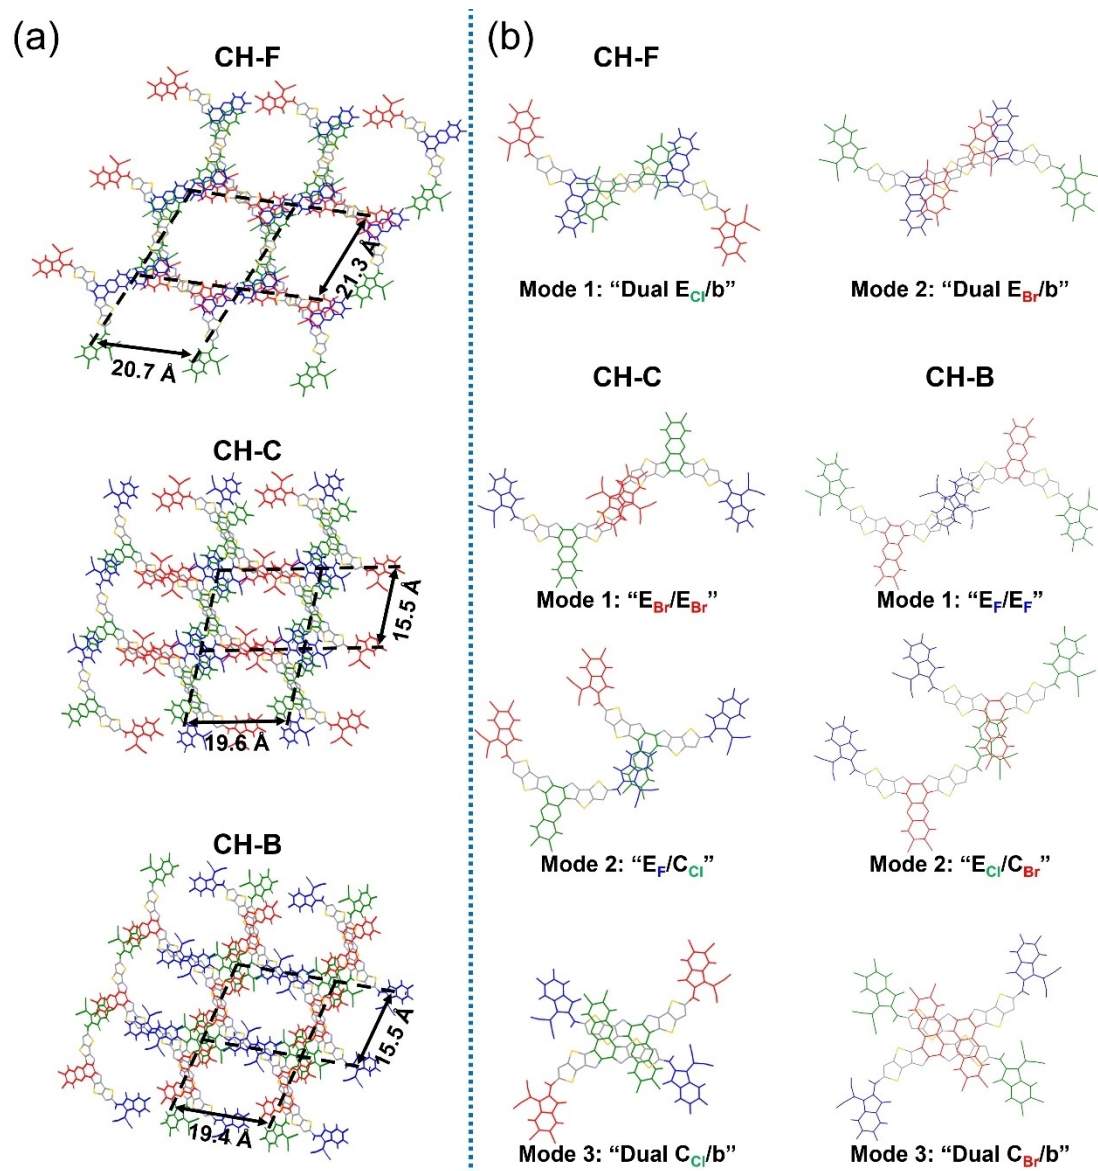 (a)
CH-F
21.3 Å
20.7 Å
CH-C
15.5 Å
19.6 Å
CH-B
15.5 Å
19.4 Å
(b)
CH-F
Mode 1: “Dual ECl/b”
Mode 2: “Dual EBr/b”
CH-C
CH-B
Mode 1: “EBr/EBr”
Mode 1: “EF/EF”
Mode 2: “EF/CCl”
Mode 2: “ECl/CBr”
Mode 3: “Dual CCl/b”
Mode 3: “Dual CBr/b”